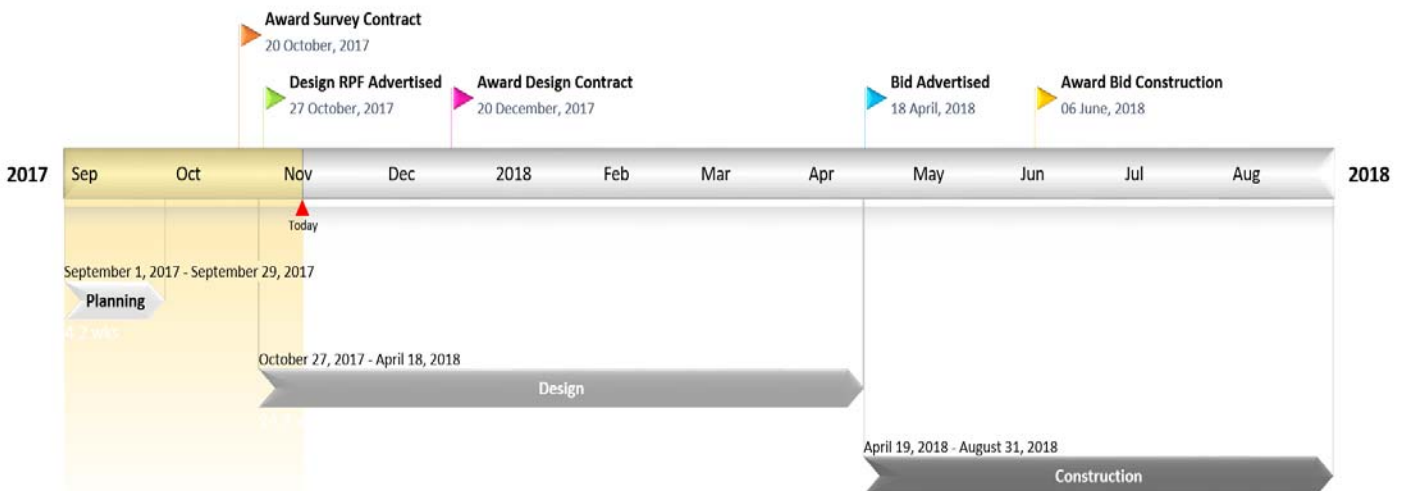 Award Survey Contract
20 October, 2017
Design RPF Advertised
27 October, 2017
Award Design Contract
20 December, 2017
Bid Advertised
18 April, 2018
Award Bid Construction
06 June, 2018
2017 Sep Oct Nov Dec 2018 Feb Mar Apr May Jun Jul Aug 2018
Today
September 1, 2017 - September 29, 2017
Planning
4.2 wks
October 27, 2017 - April 18, 2018
Design
April 19, 2018 - August 31, 2018
Construction